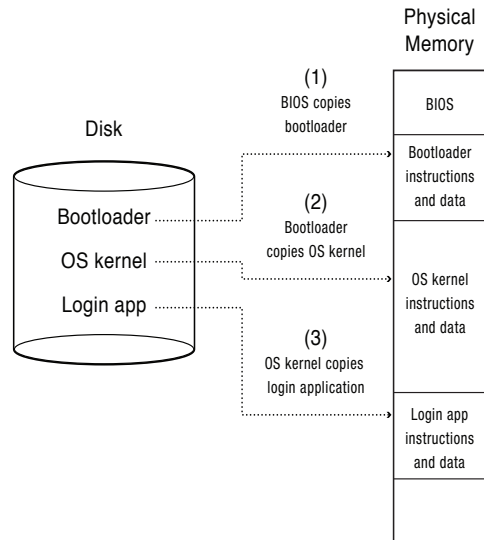 Physical
Memory
(1)
BIOS copies
bootloader
BIOS
Disk
Bootloader
instructions
and data
Bootloader
(2)
Bootloader
copies OS kernel
OS kernel
OS kernel
instructions
and data
Login app
(3)
OS kernel copies
login application
Login app
instructions
and data